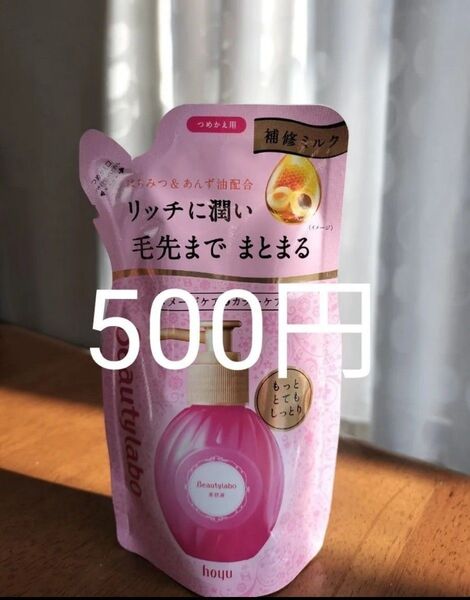 つめかえ用
補修ミルク
はちみつ&あんず油配合
リッチに潤い
(イメージ)
毛先まで まとまる
500円
もっと
とても
しっとり
Beautylabo
Beautylabo
美容液
hoyu